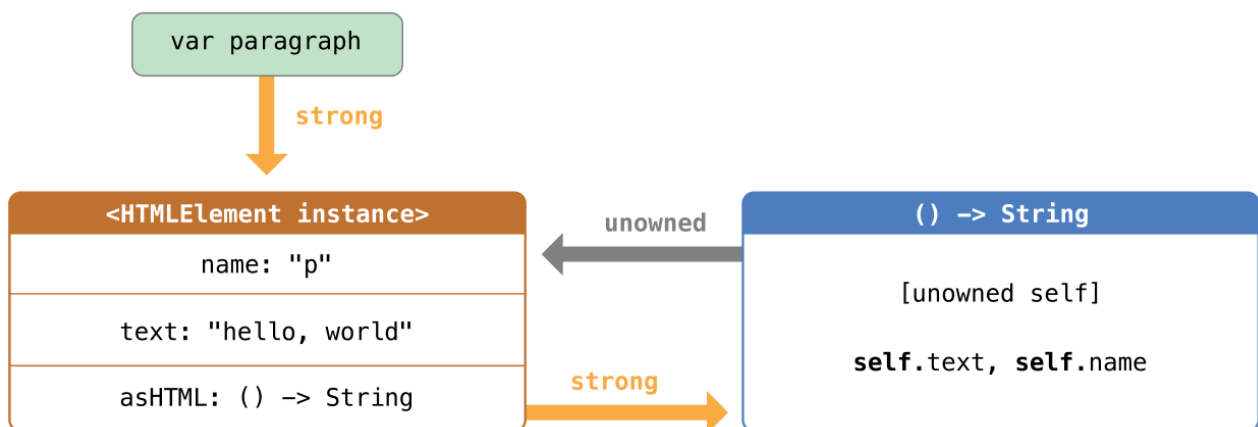 var paragraph
strong
<HTMLElement instance>
name: "p"
text: "hello, world"
asHTML: () -> String
unowned
strong
() -> String
[unowned self]
self.text, self.name